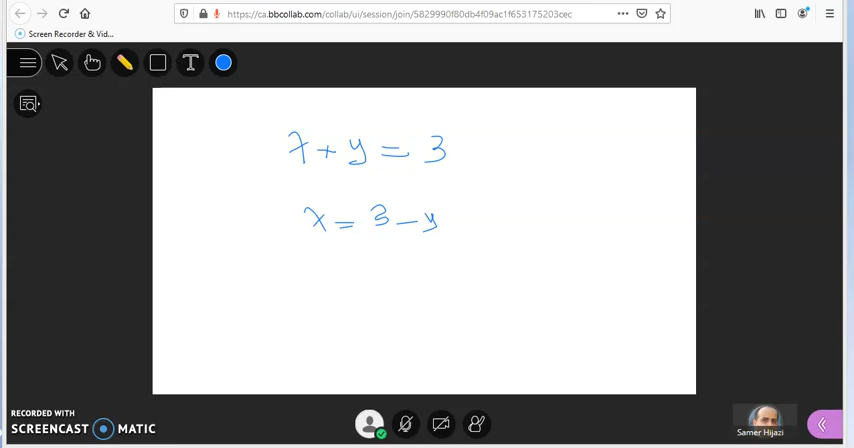 https://ca.bbcollab.com/collab/ui/session/join/5829990f80db4f09ac1f653175203cec
Screen Recorder & Vid...
x + y = 3
x = 3 - y
RECORDED WITH
SCREENCAST MATIC
Samer Hijazi